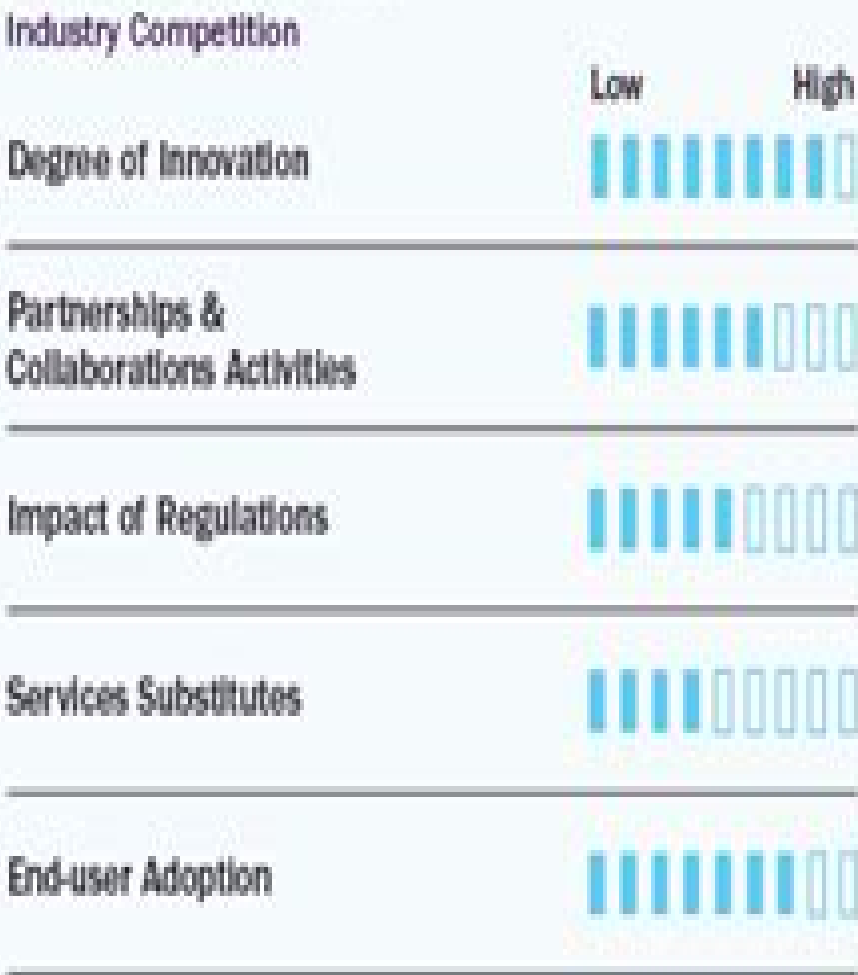 Industry Competition
Low High
Degree of Innovation
Partnerships &
Collaborations Activities
Impact of Regulations
Services Substitutes
End-user Adoption